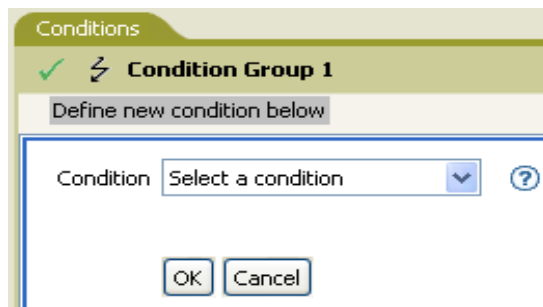 Conditions
Condition Group 1
Define new condition below
Condition Select a condition ?
OK Cancel